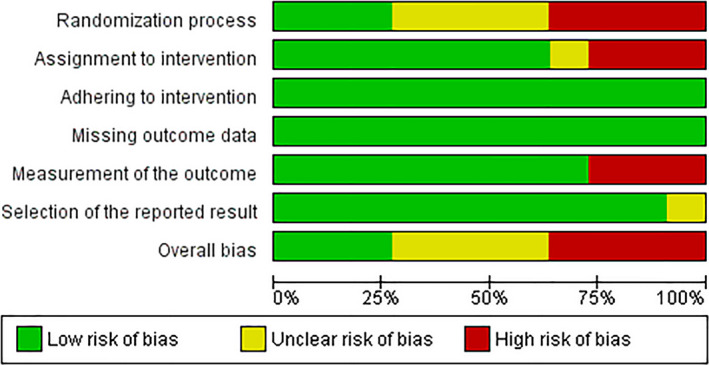 Randomization process
Assignment to intervention
Adhering to intervention
Missing outcome data
Measurement of the outcome
Selection of the reported result
Overall bias
0% 25% 50% 75% 100%
Low risk of bias Unclear risk of bias High risk of bias